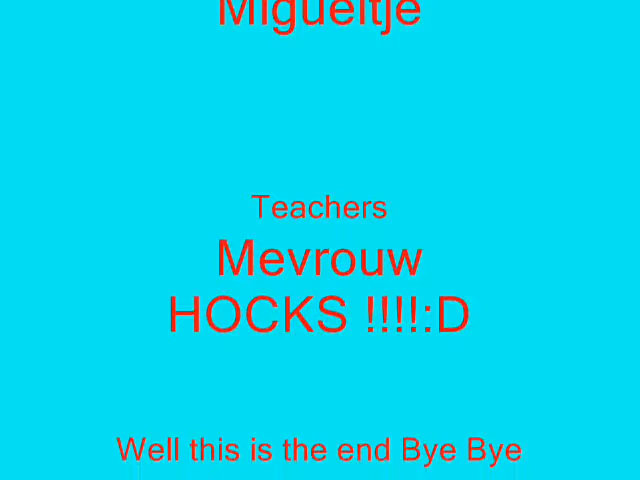 Migueltje
Teachers
Mevrouw
HOCKS !!!!:D
Well this is the end Bye Bye